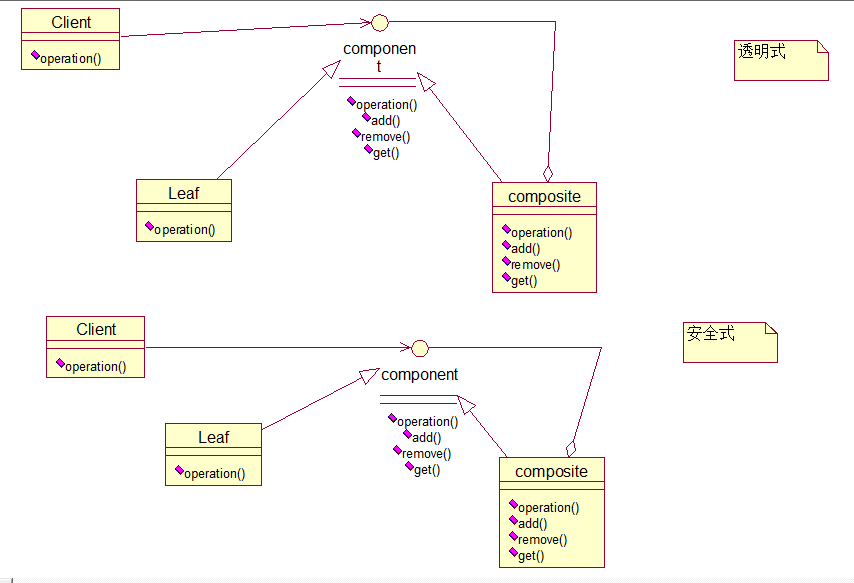 Client
operation()
componen
t
operation()
add()
remove()
get()
透明式
Leaf
operation()
composite
operation()
add()
remove()
get()
Client
operation()
component
operation()
add()
remove()
get()
安全式
Leaf
operation()
composite
operation()
add()
remove()
get()